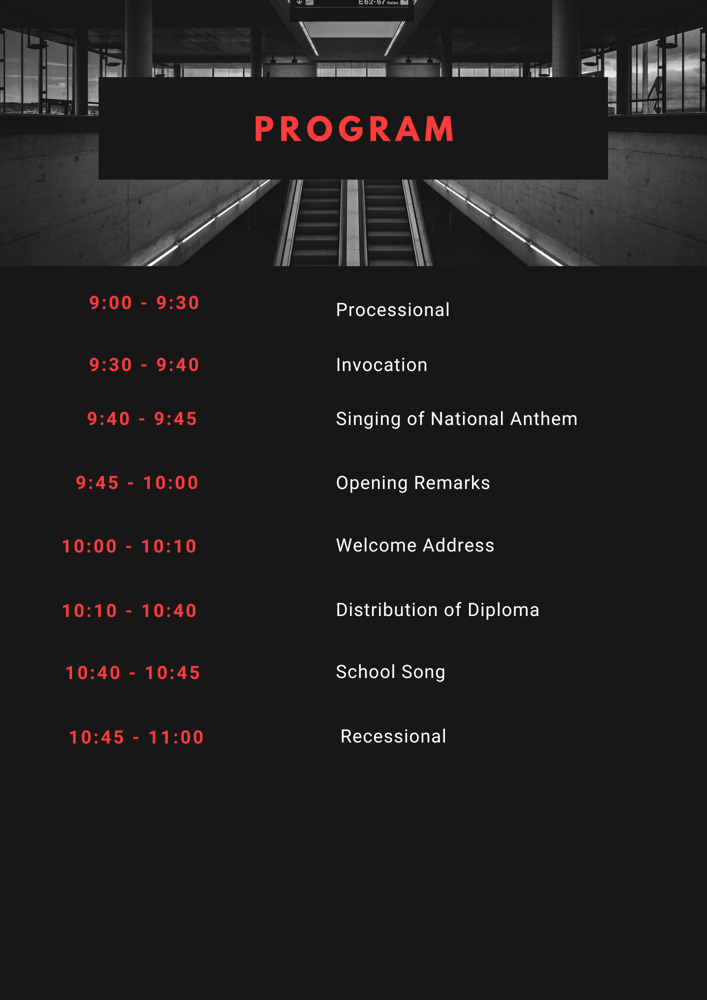 E62-67 Gates
PROGRAM
9:00 - 9:30 Processional
9:30 - 9:40 Invocation
9:40 - 9:45 Singing of National Anthem
9:45 - 10:00 Opening Remarks
10:00 - 10:10 Welcome Address
10:10 - 10:40 Distribution of Diploma
10:40 - 10:45 School Song
10:45 - 11:00 Recessional